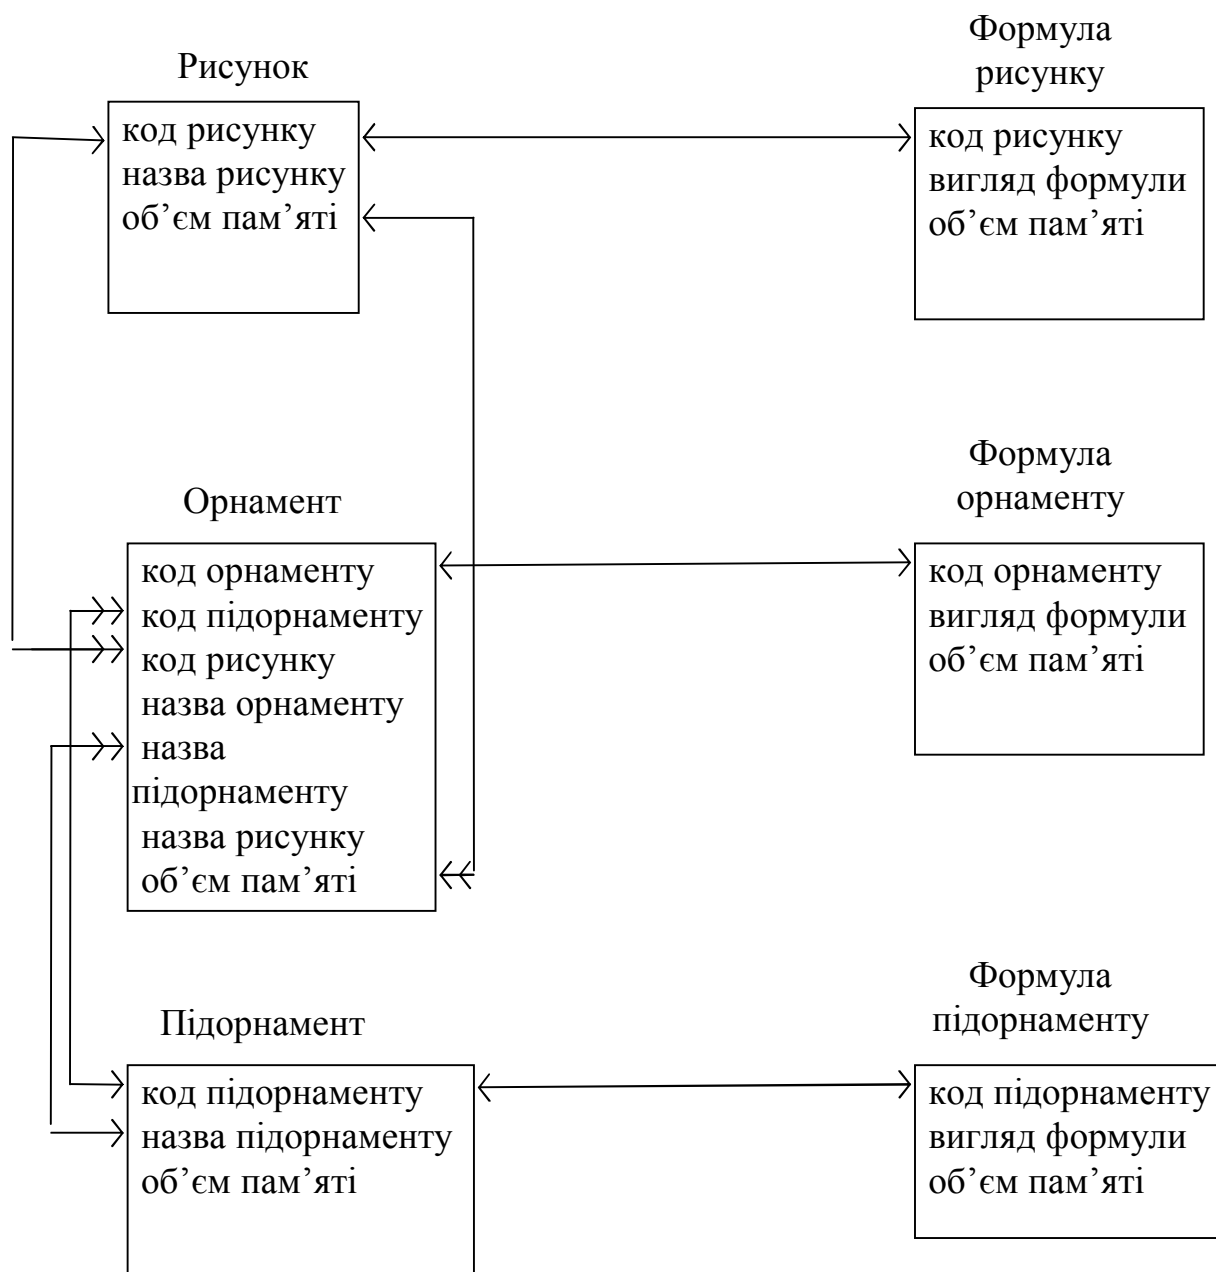 Рисунок
код рисунку
назва рисунку
об’єм пам’яті
Формула
рисунку
код рисунку
вигляд формули
об’єм пам’яті
Орнамент
код орнаменту
код підорнаменту
код рисунку
назва орнаменту
назва
підорнаменту
назва рисунку
об’єм пам’яті
Формула
орнаменту
код орнаменту
вигляд формули
об’єм пам’яті
Підорнамент
код підорнаменту
назва підорнаменту
об’єм пам’яті
Формула
підорнаменту
код підорнаменту
вигляд формули
об’єм пам’яті